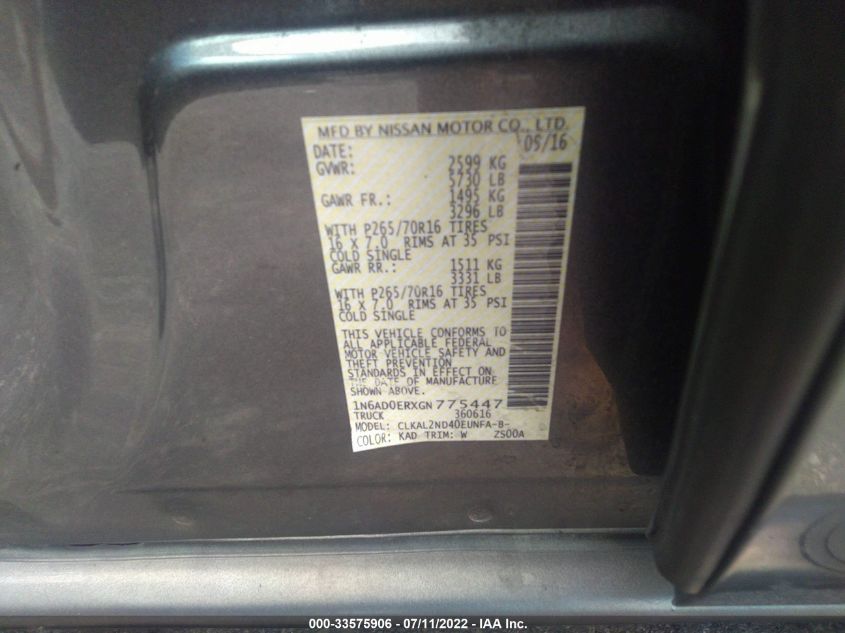 MFD BY NISSAN MOTOR CO., LTD.
DATE: 05/16
GVWR: 2599 KG
5730 LB
GAWR FR.: 1495 KG
3296 LB
WITH P265/70R16 TIRES
16 X 7.0 RIMS AT 35 PSI
COLD SINGLE
GAWR RR.: 1511 KG
3331 LB
WITH P265/70R16 TIRES
16 X 7.0 RIMS AT 35 PSI
COLD SINGLE
THIS VEHICLE CONFORMS TO
ALL APPLICABLE FEDERAL
MOTOR VEHICLE SAFETY AND
THEFT PREVENTION
STANDARDS IN EFFECT ON
THE DATE OF MANUFACTURE
SHOWN ABOVE.
1N6AD0ERXGN775447
TRUCK 360616
MODEL: CLKAL2ND40EUNFA-B-
COLOR: KAD TRIM: W ZS00A
000-33575906 - 07/11/2022 - IAA Inc.